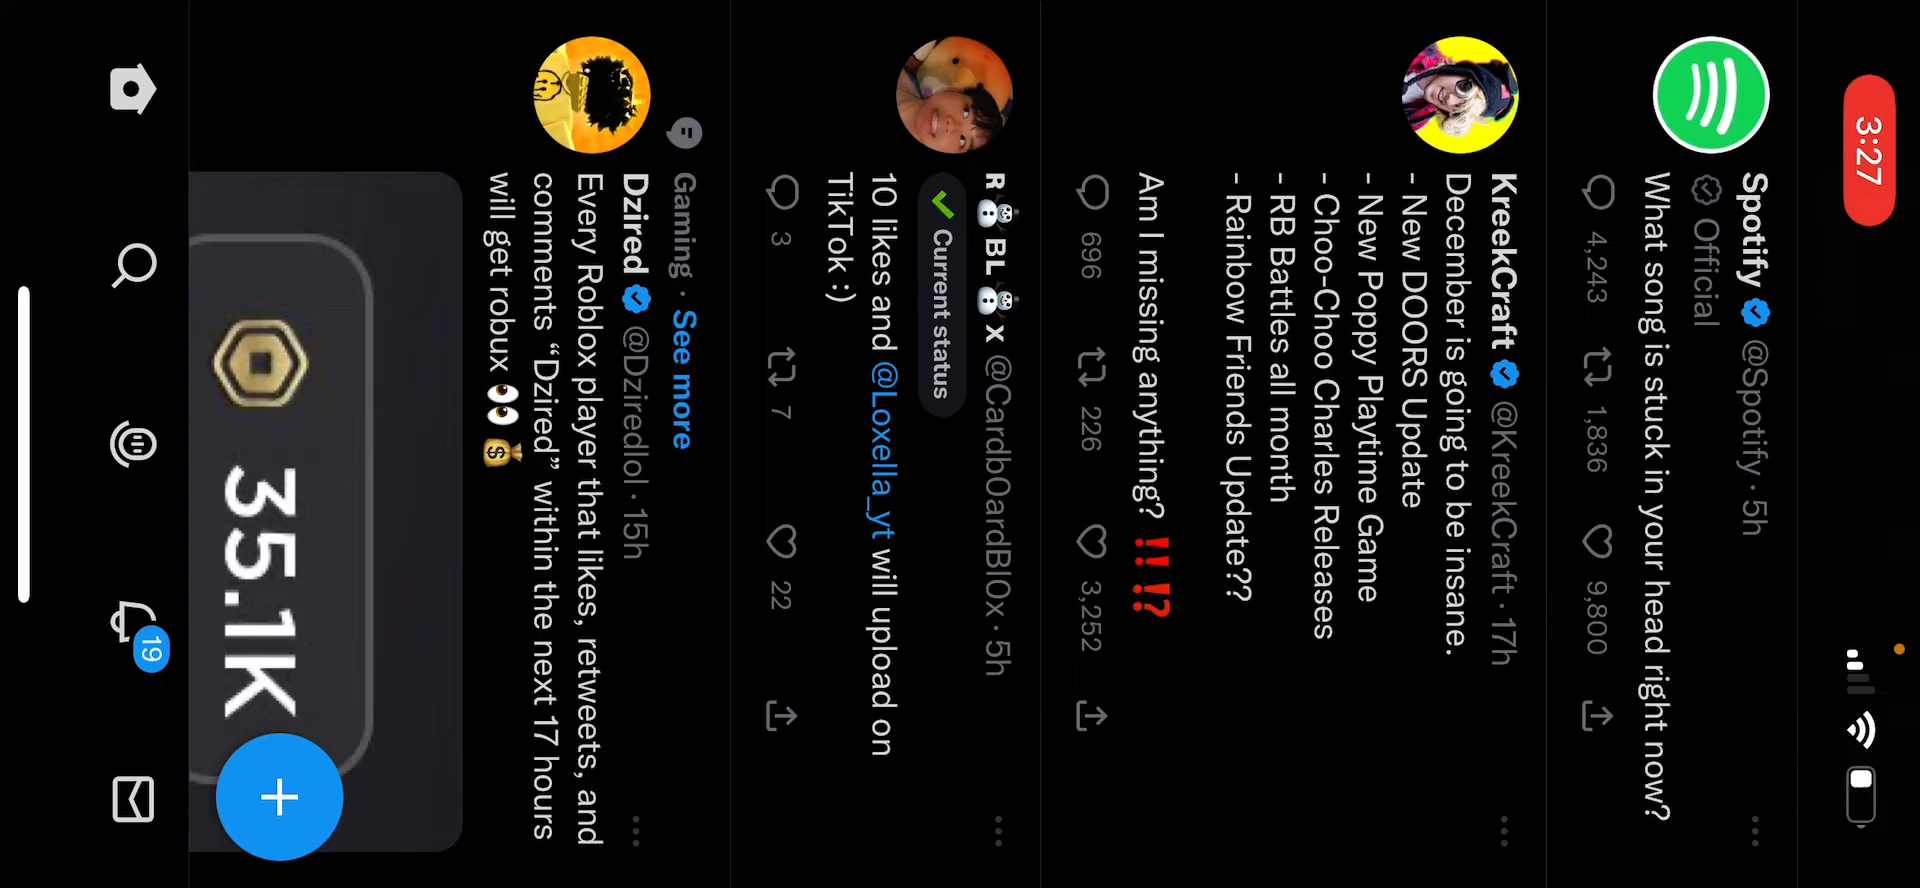 3:27
Spotify @Spotify · 5h
Official
What song is stuck in your head right now?
4,243 1,836 9,800
KreekCraft @KreekCraft · 17h
December is going to be insane.
- New DOORS Update
- New Poppy Playtime Game
- Choo-Choo Charles Releases
- RB Battles all month
- Rainbow Friends Update??
Am I missing anything? ‼️ ⁉️
696 226 3,252
R☃️BL☃️X @Cardb0ardBl0x · 5h
✔ Current status
10 likes and @Loxella_yt will upload on
TikTok :)
3 7 22
Gaming · See more
Dzired @Dziredlol · 15h
Every Roblox player that likes, retweets, and
comments “Dzired” within the next 17 hours
will get robux 👀 💰
35.1K
19